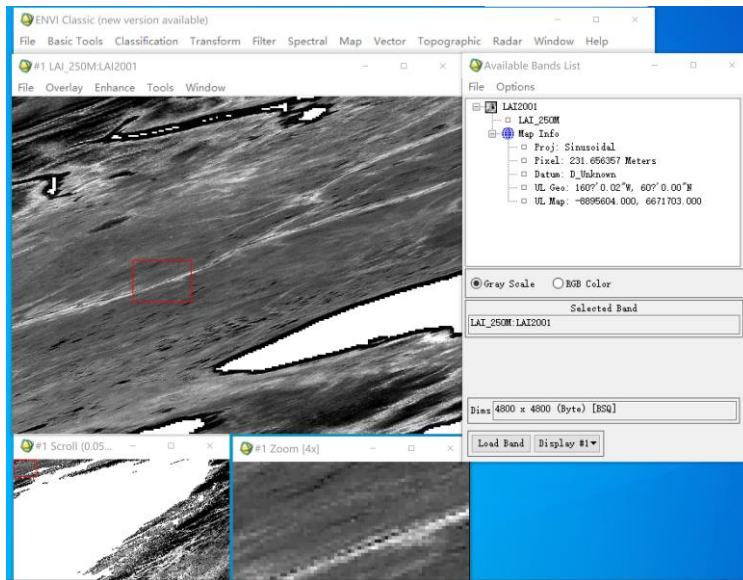 ENVI Classic (new version available)
File Basic Tools Classification Transform Filter Spectral Map Vector Topographic Radar Window Help
#1 LAI_250M:LAI2001
File Overlay Enhance Tools Window
Available Bands List
File Options
LAI2001
LAI_250M
Map Info
Proj: Sinusoidal
Pixel: 231.656357 Meters
Datum: D_Unknown
UL Geo: 160?'0.02"W, 60?'0.00"N
UL Map: -8895604.000, 6671703.000
Gray Scale RGB Color
Selected Band
LAI_250M:LAI2001
Dims 4800 x 4800 (Byte) [BSQ]
Load Band Display #1
#1 Scroll (0.05...
#1 Zoom [4x]